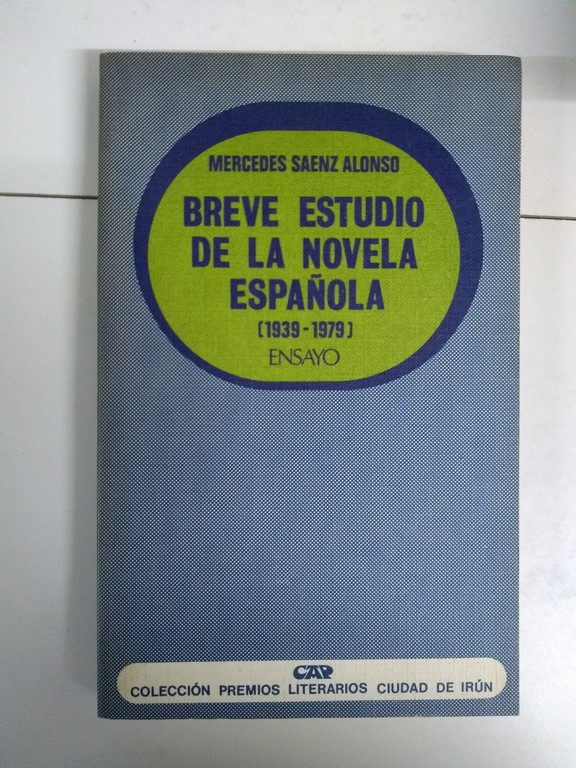 MERCEDES SAENZ ALONSO
BREVE ESTUDIO
DE LA NOVELA
ESPAÑOLA
(1939-1979)
ENSAYO
CAP
COLECCIÓN PREMIOS LITERARIOS CIUDAD DE IRÚN